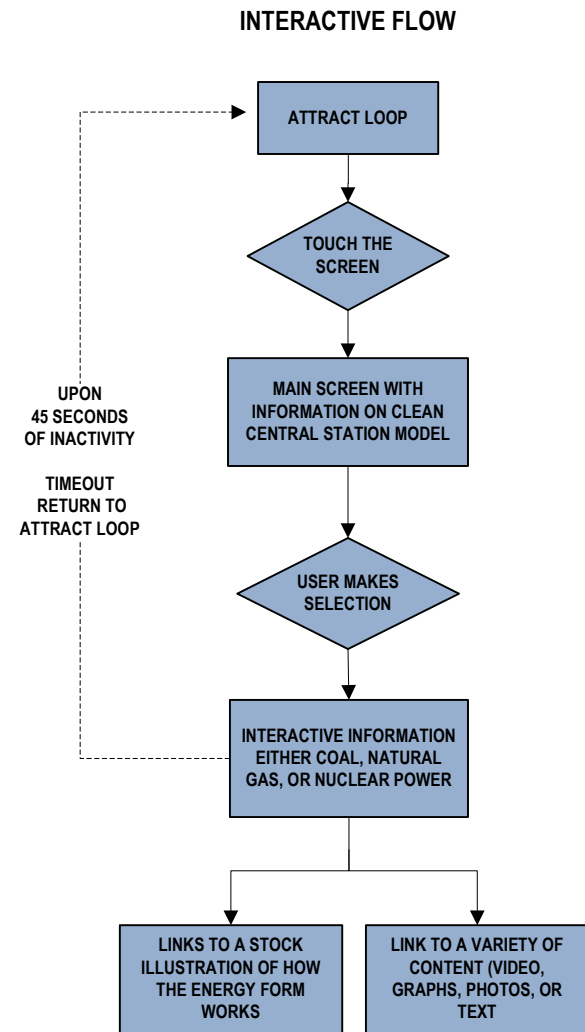 INTERACTIVE FLOW
ATTRACT LOOP
TOUCH THE
SCREEN
MAIN SCREEN WITH
INFORMATION ON CLEAN
CENTRAL STATION MODEL
UPON
45 SECONDS
OF INACTIVITY
TIMEOUT
RETURN TO
ATTRACT LOOP
USER MAKES
SELECTION
INTERACTIVE INFORMATION
EITHER COAL, NATURAL
GAS, OR NUCLEAR POWER
LINKS TO A STOCK
ILLUSTRATION OF HOW
THE ENERGY FORM
WORKS
LINK TO A VARIETY OF
CONTENT (VIDEO,
GRAPHS, PHOTOS, OR
TEXT